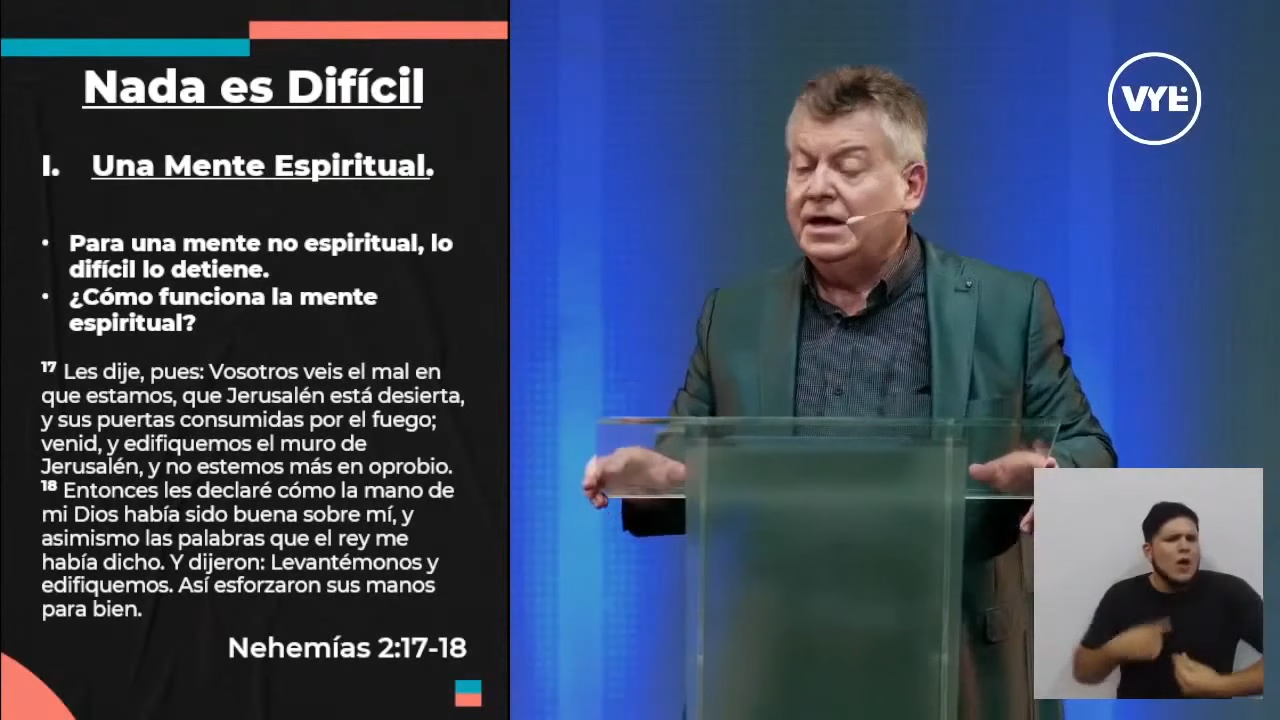 Nada es Difícil
I. Una Mente Espiritual.
• Para una mente no espiritual, lo
difícil lo detiene.
• ¿Cómo funciona la mente
espiritual?
17 Les dije, pues: Vosotros veis el mal en
que estamos, que Jerusalén está desierta,
y sus puertas consumidas por el fuego;
venid, y edifiquemos el muro de
Jerusalén, y no estemos más en oprobio.
18 Entonces les declaré cómo la mano de
mi Dios había sido buena sobre mí, y
asimismo las palabras que el rey me
había dicho. Y dijeron: Levantémonos y
edifiquemos. Así esforzaron sus manos
para bien.
Nehemías 2:17-18
VYE